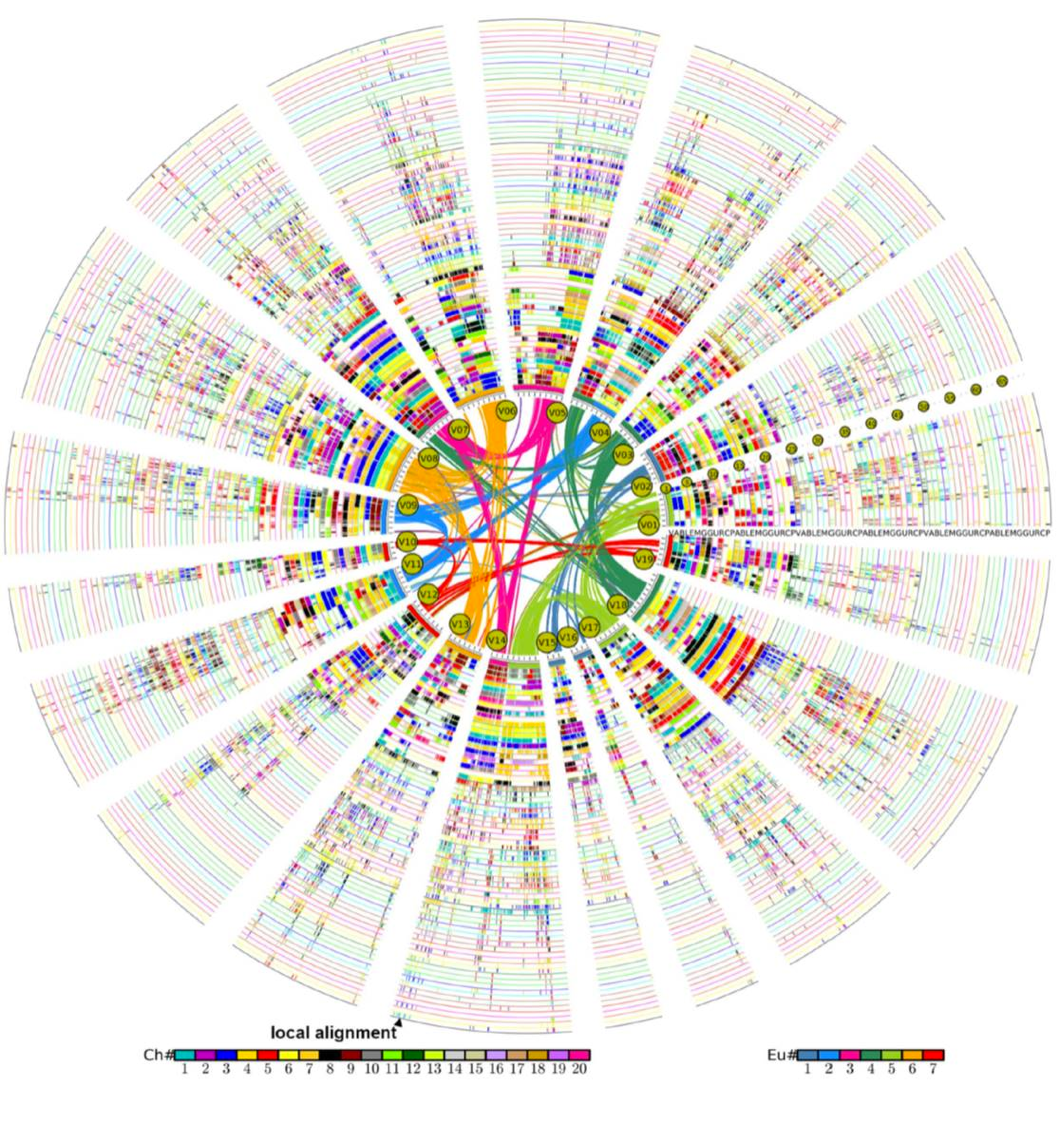 V06
V05
V07
V04
V03
V08
V02
V09
V01
VABLEMGGURCPABLEMGGURCPVABLEMGGURCPABLEMGGURCPVABLEMGGURCPABLEMGGURCP
V10
V19
V11
V12
V18
V13
V17
V14
V15
V16
local alignment
Ch#
1 2 3 4 5 6 7 8 9 10 11 12 13 14 15 16 17 18 19 20
Eu#
1 2 3 4 5 6 7